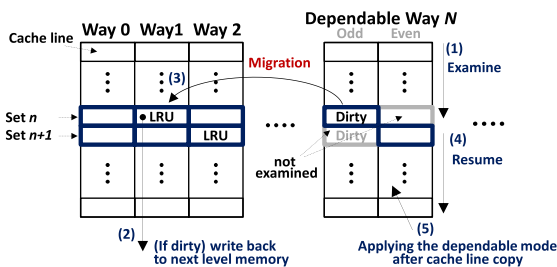 Dependable Way N
Way 0 Way1 Way 2
Odd Even
Cache line
(1)
Migration
Examine
(3)
Set n
LRU
Dirty
Set n+1
LRU
Dirty
(4)
not
examined
Resume
(2)
(5)
(If dirty) write back
to next level memory
Applying the dependable mode
after cache line copy